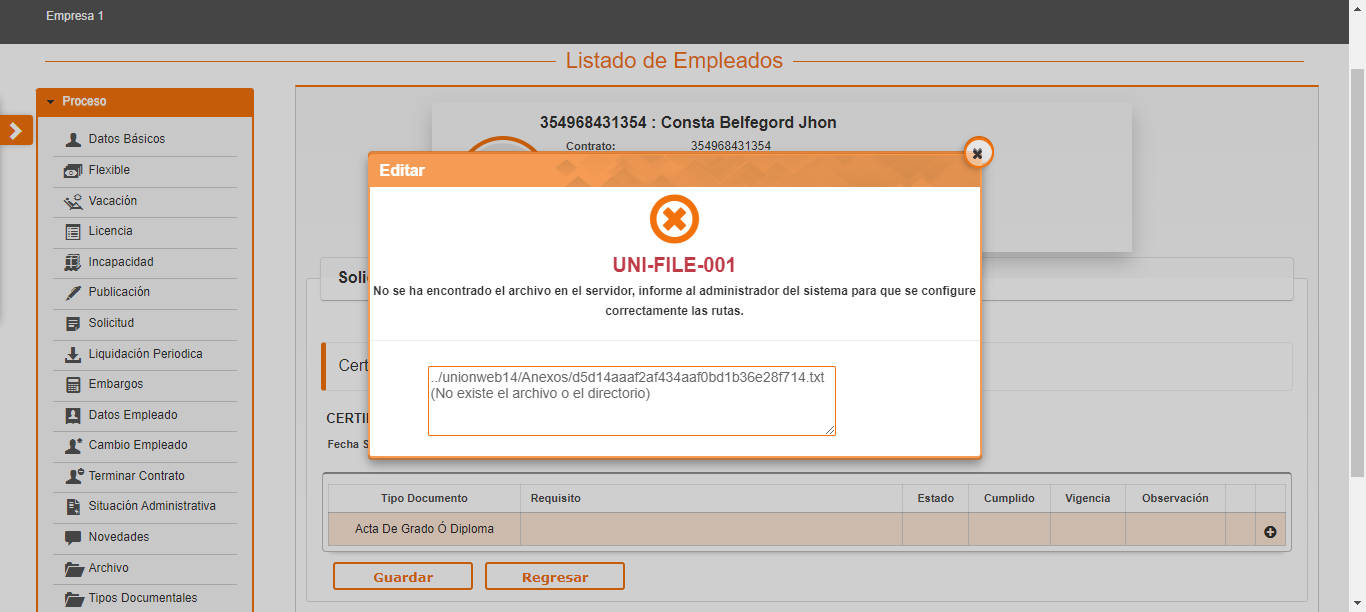 Empresa 1
Listado de Empleados
Proceso
Datos Básicos
Flexible
Vacación
Licencia
Incapacidad
Publicación
Solicitud
Liquidación Periodica
Embargos
Datos Empleado
Cambio Empleado
Terminar Contrato
Situación Administrativa
Novedades
Archivo
Tipos Documentales
354968431354 : Consta Belfegord Jhon
Contrato: 354968431354
Editar
UNI-FILE-001
No se ha encontrado el archivo en el servidor, informe al administrador del sistema para que se configure
correctamente las rutas.
../unionweb14/Anexos/d5d14aaaf2af434aaf0bd1b36e28f714.txt
(No existe el archivo o el directorio)
Soli
Cert
CERTI
Fecha S
Tipo Documento Requisito Estado Cumplido Vigencia Observación
Acta De Grado Ó Diploma
Guardar Regresar